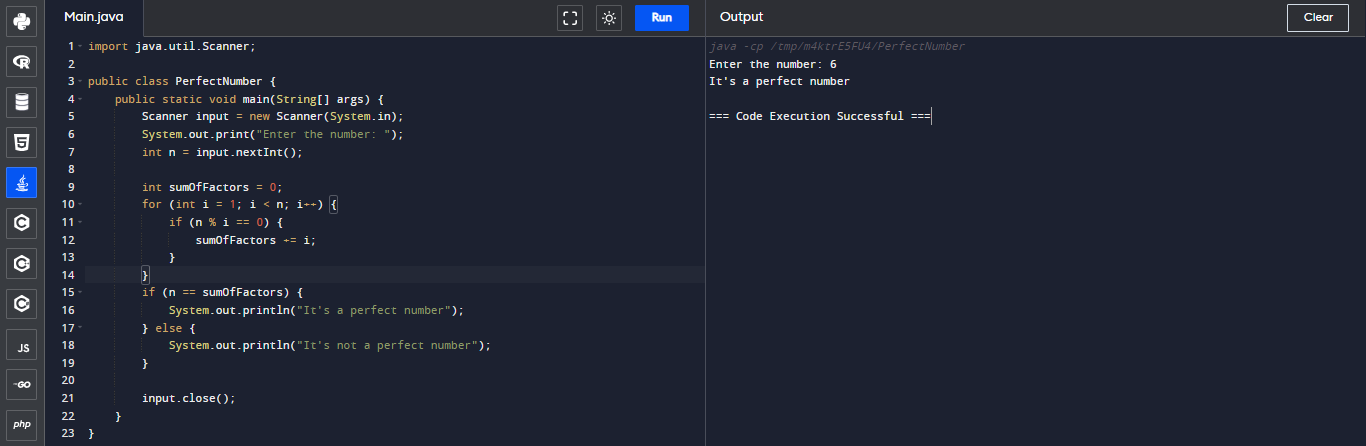 Main.java
Run
Output
Clear
1 import java.util.Scanner;
2
3 public class PerfectNumber {
4     public static void main(String[] args) {
5         Scanner input = new Scanner(System.in);
6         System.out.print("Enter the number: ");
7         int n = input.nextInt();
8
9         int sumOfFactors = 0;
10         for (int i = 1; i < n; i++) {
11             if (n % i == 0) {
12                 sumOfFactors += i;
13             }
14         }
15         if (n == sumOfFactors) {
16             System.out.println("It's a perfect number");
17         } else {
18             System.out.println("It's not a perfect number");
19         }
20
21         input.close();
22     }
23 }
java -cp /tmp/m4ktrE5FU4/PerfectNumber
Enter the number: 6
It's a perfect number
=== Code Execution Successful ===
R
5
C
C
C
JS
GO
php